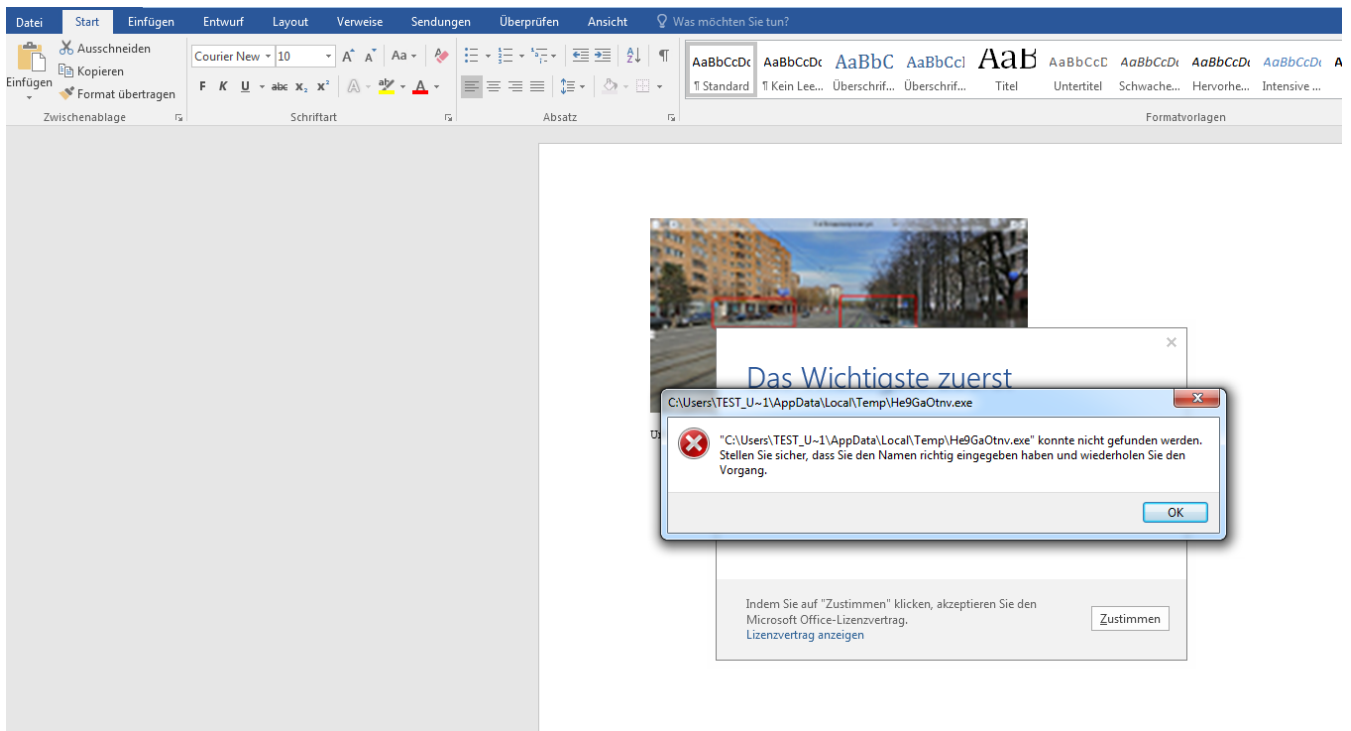 Datei Start Einfügen Entwurf Layout Verweise Sendungen Überprüfen Ansicht Was möchten Sie tun?
Ausschneiden
Kopieren
Format übertragen
Einfügen
Zwischenablage
Courier New 10 A A Aa
F K U abc X₂ X² A aby A
Schriftart
Absatz
AaBbCcDc AaBbCcDc AaBbC AaBbCcI AaB AaBbCcD AaBbCcDc AaBbCcDc AaBbCcDc A
¶ Standard ¶ Kein Lee... Überschrif... Überschrif... Titel Untertitel Schwache... Hervorhe... Intensive ...
Formatvorlagen
Das Wichtigste zuerst
C:\Users\TEST_U~1\AppData\Local\Temp\He9GaOtnv.exe
"C:\Users\TEST_U~1\AppData\Local\Temp\He9GaOtnv.exe" konnte nicht gefunden werden.
Stellen Sie sicher, dass Sie den Namen richtig eingegeben haben und wiederholen Sie den
Vorgang.
OK
Indem Sie auf "Zustimmen" klicken, akzeptieren Sie den
Microsoft Office-Lizenzvertrag.
Lizenzvertrag anzeigen
Zustimmen